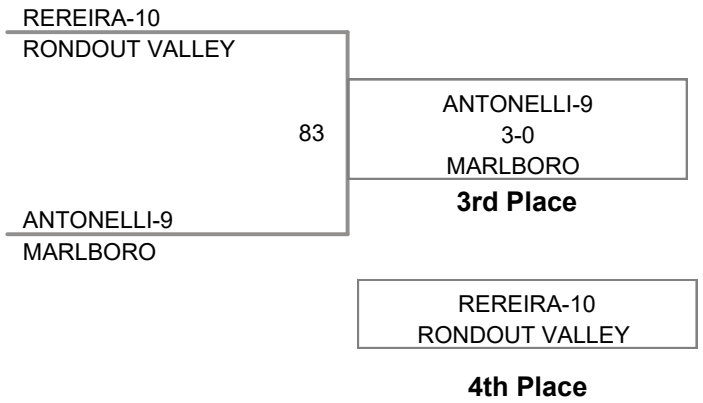 REREIRA-10
RONDOUT VALLEY
ANTONELLI-9
83
3-0
MARLBORO
3rd Place
ANTONELLI-9
MARLBORO
REREIRA-10
RONDOUT VALLEY
4th Place